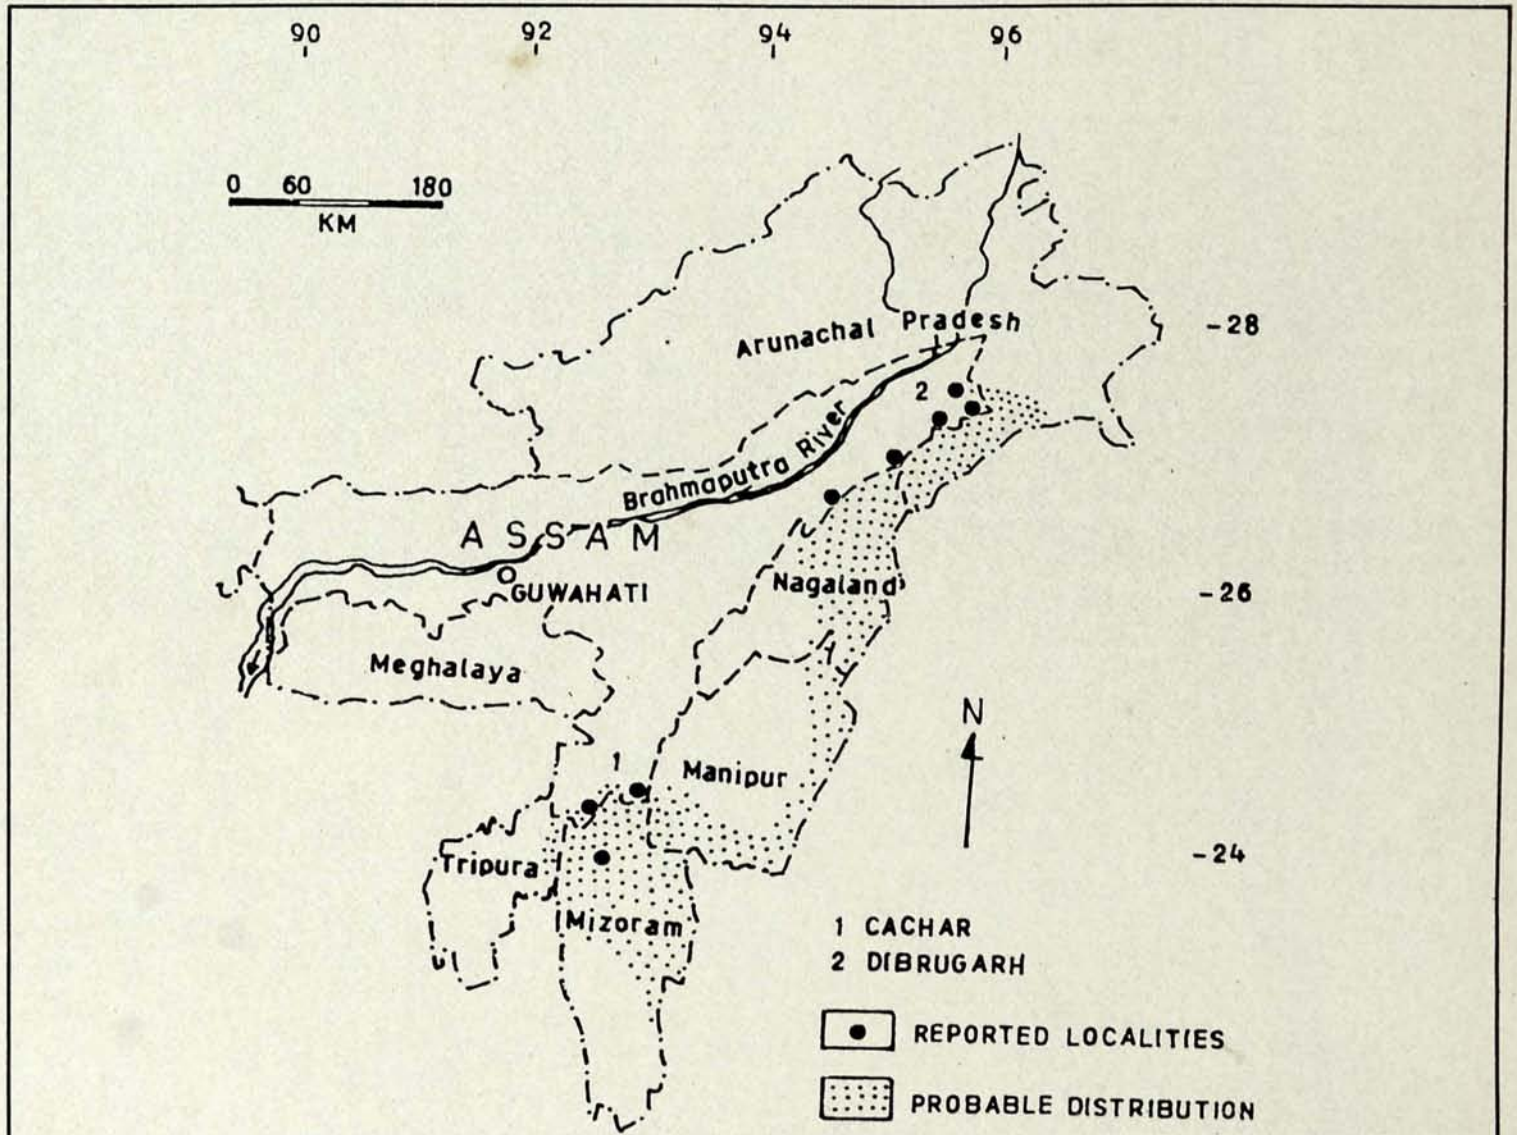 90 92 94 96
0 60 180
KM
Arunachal Pradesh
-28
2
Brahmaputra River
ASSAM
GUWAHATI
Nagaland
-26
Meghalaya
N
1
Manipur
Tripura
-24
Mizoram
1 CACHAR
2 DIBRUGARH
REPORTED LOCALITIES
PROBABLE DISTRIBUTION